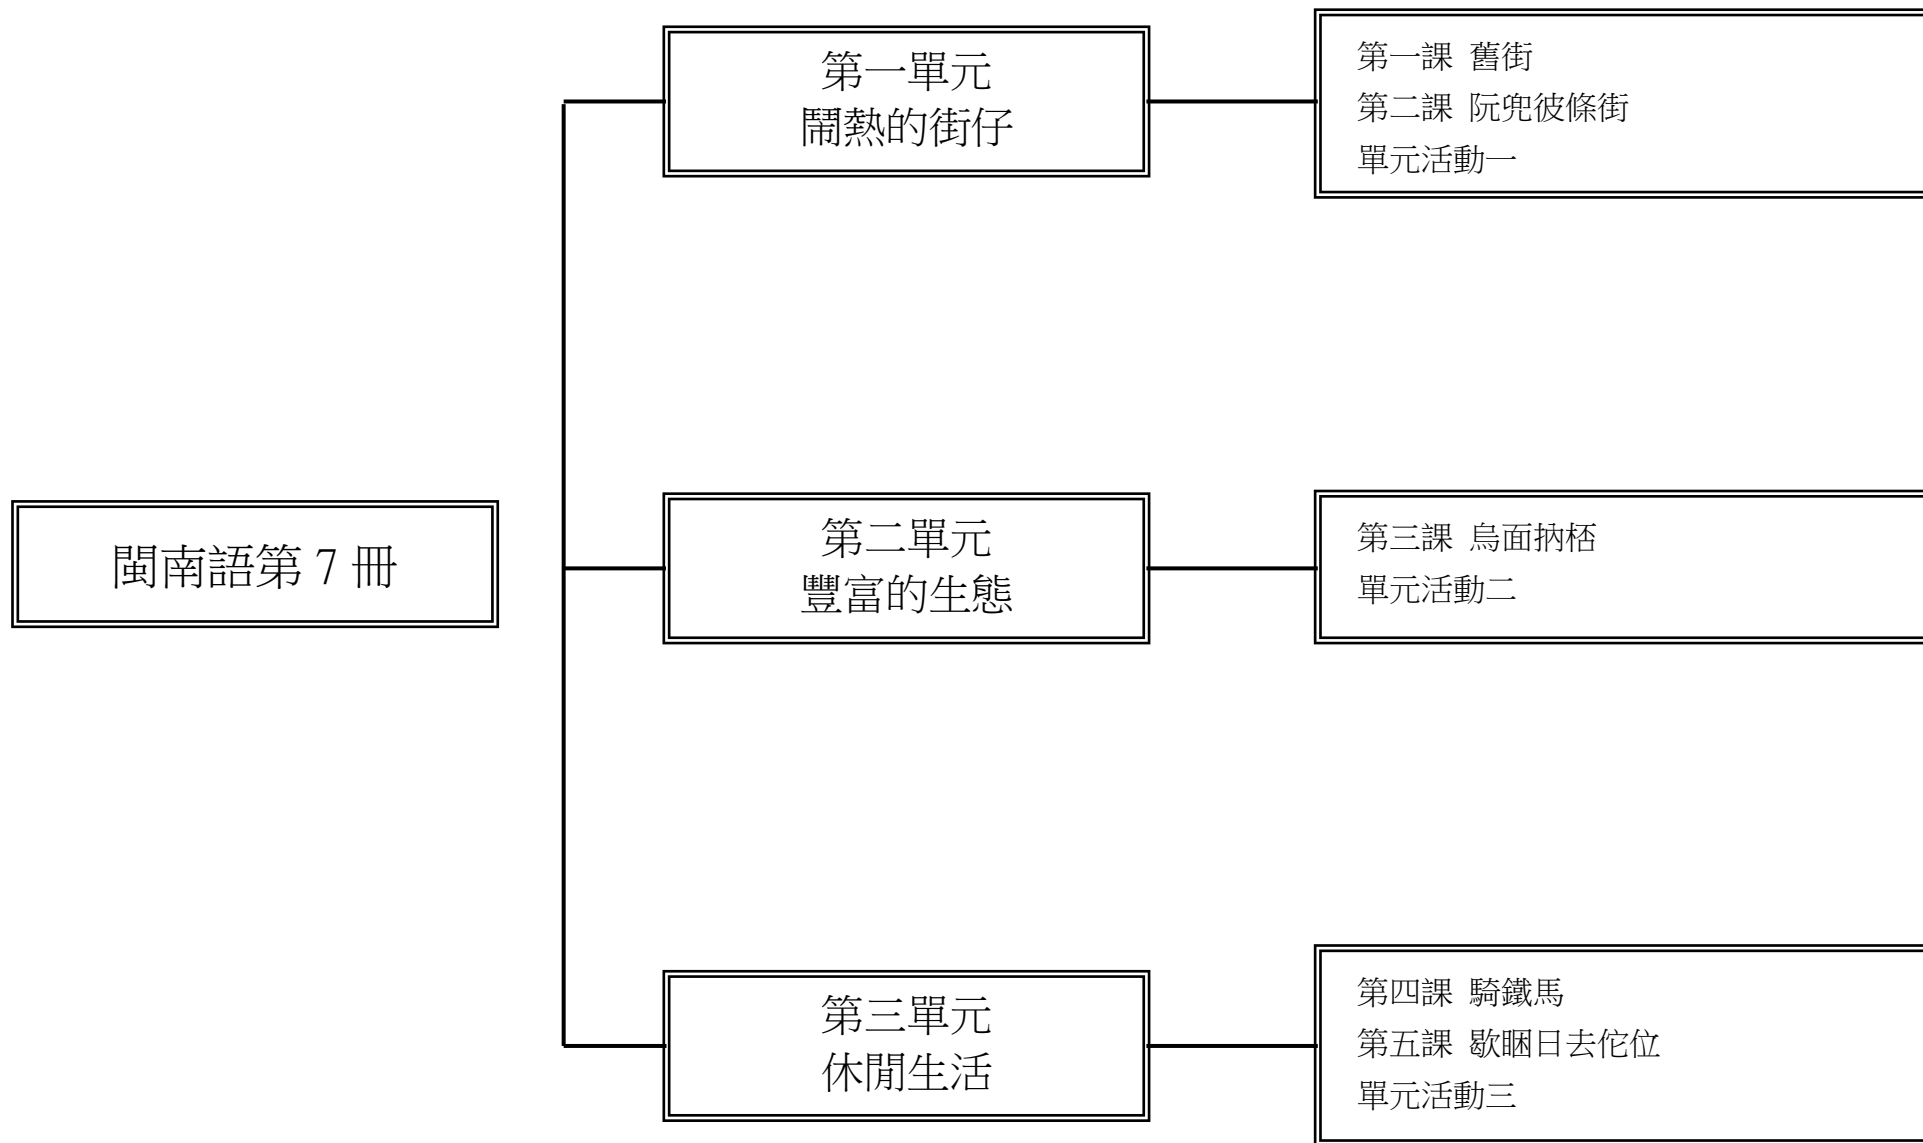 閩南語第 7 冊
第一單元
鬧熱的街仔
第一課 舊街
第二課 阮兜彼條街
單元活動一
第二單元
豐富的生態
第三課 烏面抐桮
單元活動二
第三單元
休閒生活
第四課 騎鐵馬
第五課 歇睏日去佗位
單元活動三